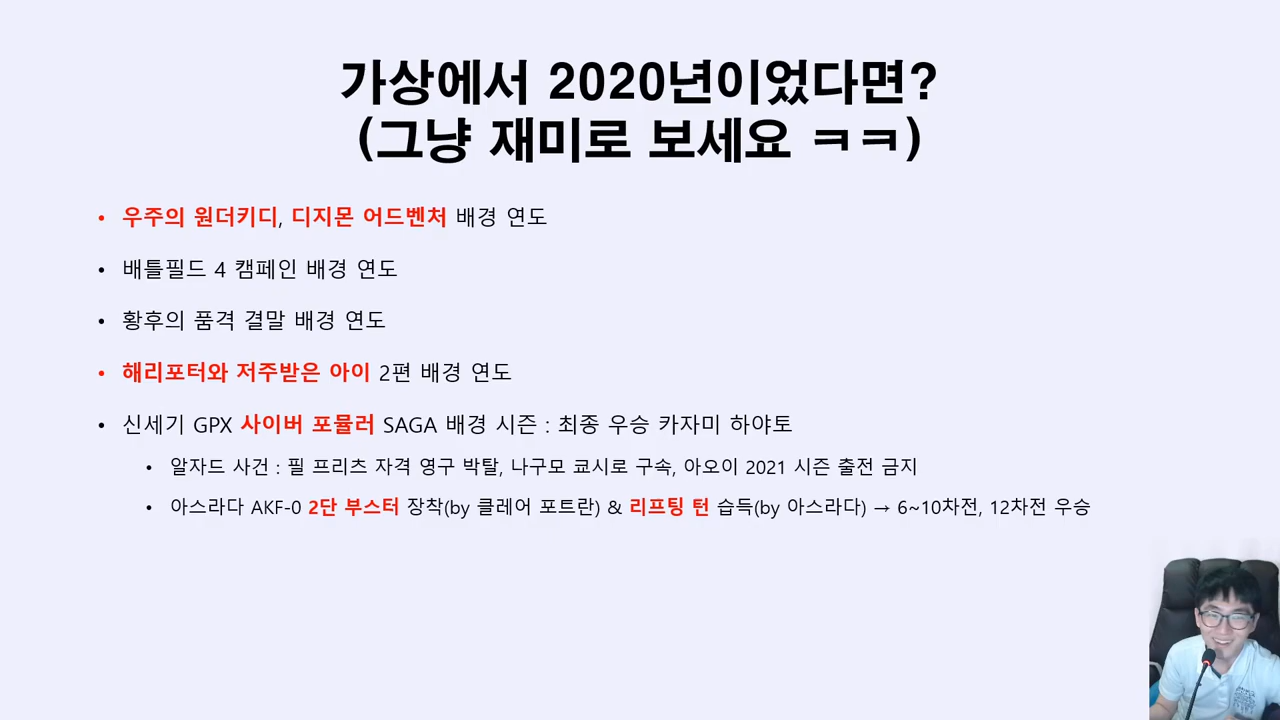 가상에서 2020년이었다면?
(그냥 재미로 보세요 ㅋㅋ)
• 우주의 원더키디, 디지몬 어드벤처 배경 연도
• 배틀필드 4 캠페인 배경 연도
• 황후의 품격 결말 배경 연도
• 해리포터와 저주받은 아이 2편 배경 연도
• 신세기 GPX 사이버 포뮬러 SAGA 배경 시즌 : 최종 우승 카자미 하야토
• 알자드 사건 : 필 프리츠 자격 영구 박탈, 나구모 쿄시로 구속, 아오이 2021 시즌 출전 금지
• 아스라다 AKF-0 2단 부스터 장착(by 클레어 포트란) & 리프팅 턴 습득(by 아스라다) → 6~10차전, 12차전 우승